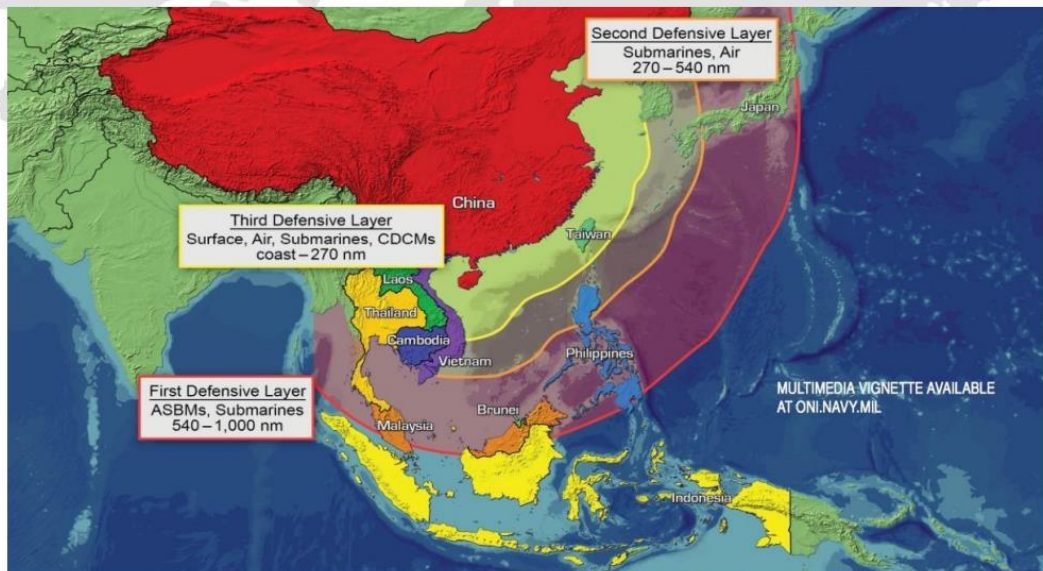 Second Defensive Layer
Submarines, Air
270 – 540 nm
Japan
China
Third Defensive Layer
Surface, Air, Submarines, CDCMs
coast – 270 nm
Taiwan
Laos
Thailand
Cambodia
Vietnam
Philippines
First Defensive Layer
ASBMs, Submarines
540 – 1,000 nm
MULTIMEDIA VIGNETTE AVAILABLE
AT ONI.NAVY.MIL
Brunei
Malaysia
Indonesia